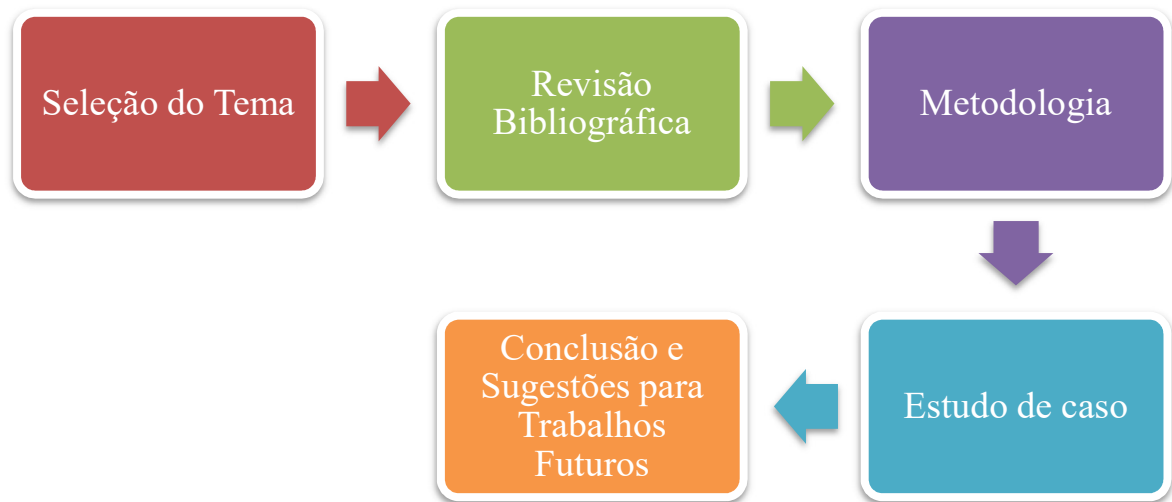 Seleção do Tema
Revisão
Bibliográfica
Metodologia
Estudo de caso
Conclusão e
Sugestões para
Trabalhos
Futuros